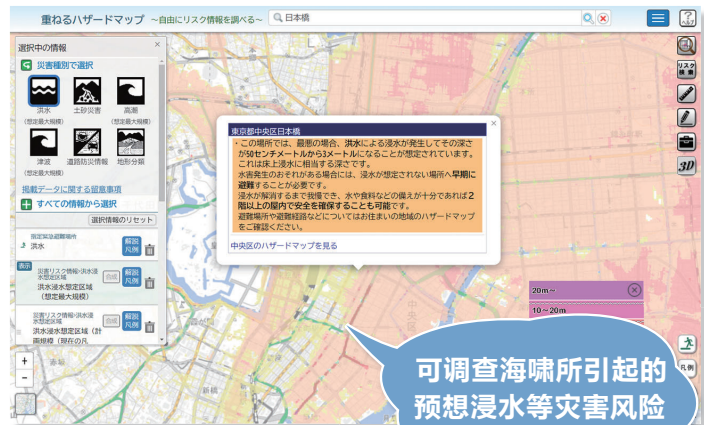 重ねるハザードマップ ～自由にリスク情報を調べる～
日本橋
ヘルプ
選択中の情報
災害種別で選択
洪水
(想定最大規模)
土砂災害
高潮
(想定最大規模)
津波
(想定最大規模)
道路防災情報
地形分類
掲載データに関する留意事項
すべての情報から選択
選択情報のリセット
指定緊急避難場所
洪水
解説
凡例
表示
災害リスク情報>洪水浸
水想定区域
洪水浸水想定区域
（想定最大規模）
合成
解説
凡例
災害リスク情報>洪水浸
水想定区域
洪水浸水想定区域（計
画規模（現在の凡
合成
解説
凡例
東京都中央区日本橋
・この場所では、最悪の場合、洪水による浸水が発生してその深
さが50センチメートルから3メートルになることが想定されています。
これは床上浸水に相当する深さです。
水害発生のおそれがある場合には、浸水が想定されない場所へ早期に
避難することが必要です。
浸水が解消するまで我慢でき、水や食料などの備えが十分であれば2
階以上の屋内で安全を確保することも可能です。
避難場所や避難経路などについてはお住まいの地域のハザードマップ
をご確認ください。
中央区のハザードマップを見る
リスク
検索
3D
20m～
10～20m
凡例
中央区
新橋
赤坂
可调查海啸所引起的
预想浸水等灾害风险